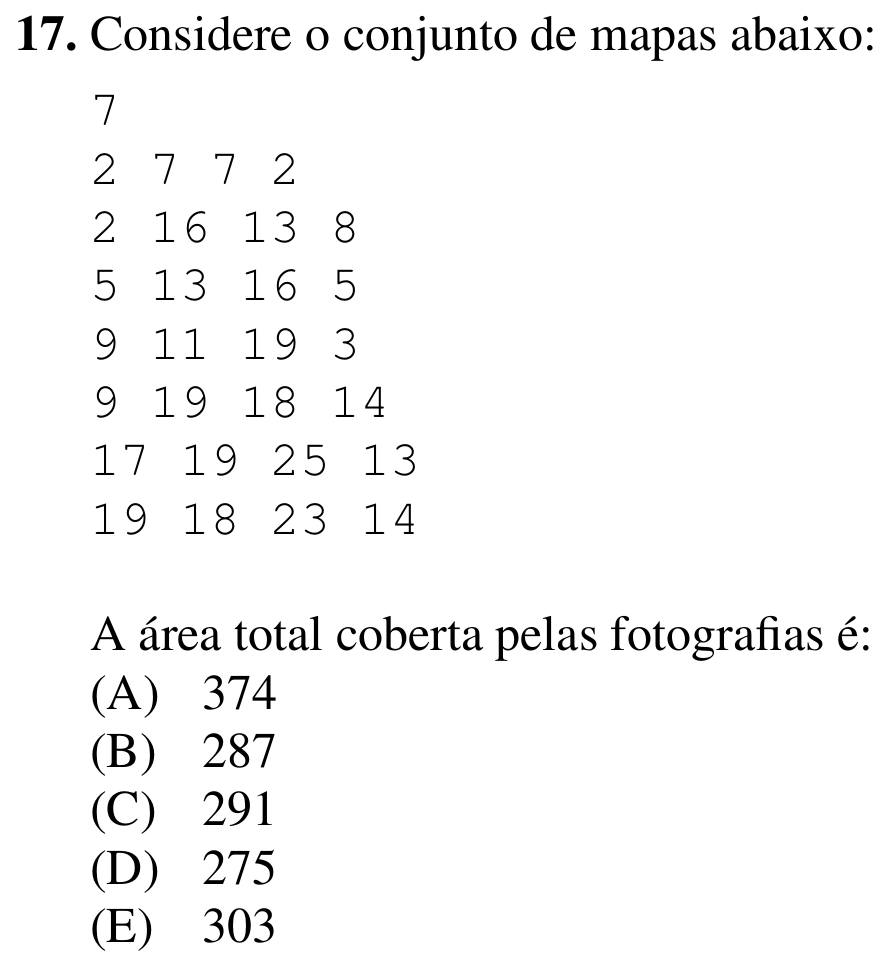 17. Considere o conjunto de mapas abaixo:
7
2 7 7 2
2 16 13 8
5 13 16 5
9 11 19 3
9 19 18 14
17 19 25 13
19 18 23 14
A área total coberta pelas fotografias é:
(A) 374
(B) 287
(C) 291
(D) 275
(E) 303